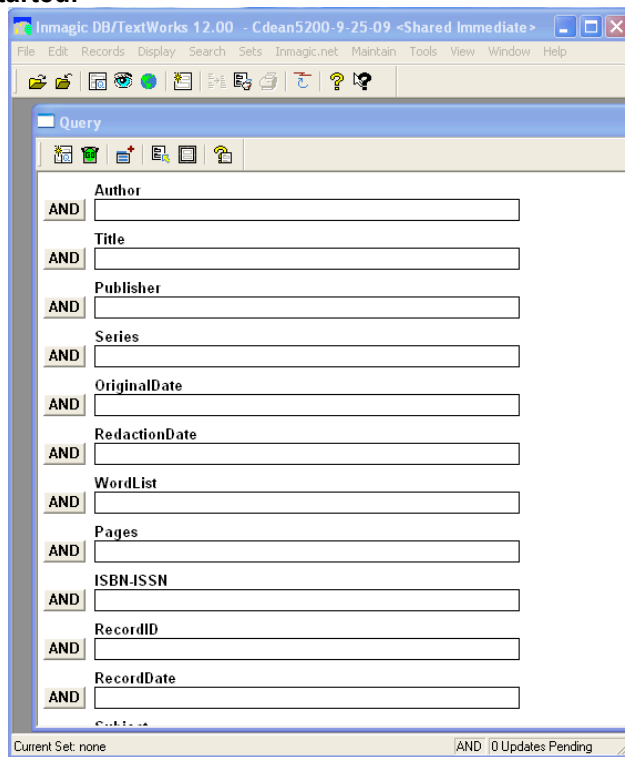 Inmagic DB/TextWorks 12.00 - Cdean5200-9-25-09 <Shared Immediate>
File Edit Records Display Search Sets Inmagic.net Maintain Tools View Window Help
Query
Author
AND
Title
AND
Publisher
AND
Series
AND
OriginalDate
AND
RedactionDate
AND
WordList
AND
Pages
AND
ISBN-ISSN
AND
RecordID
AND
RecordDate
AND
Current Set: none AND 0 Updates Pending